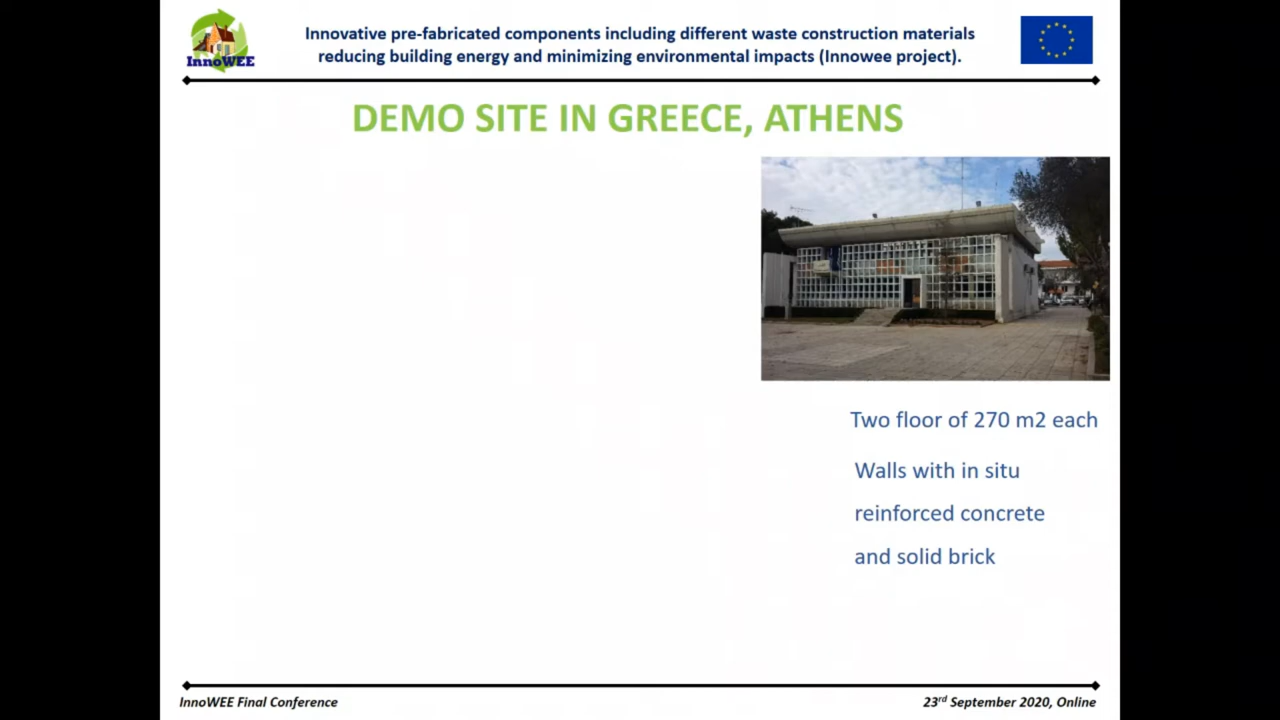 InnoWEE
Innovative pre-fabricated components including different waste construction materials
reducing building energy and minimizing environmental impacts (Innowee project).
DEMO SITE IN GREECE, ATHENS
Two floor of 270 m2 each
Walls with in situ
reinforced concrete
and solid brick
InnoWEE Final Conference
23rd September 2020, Online